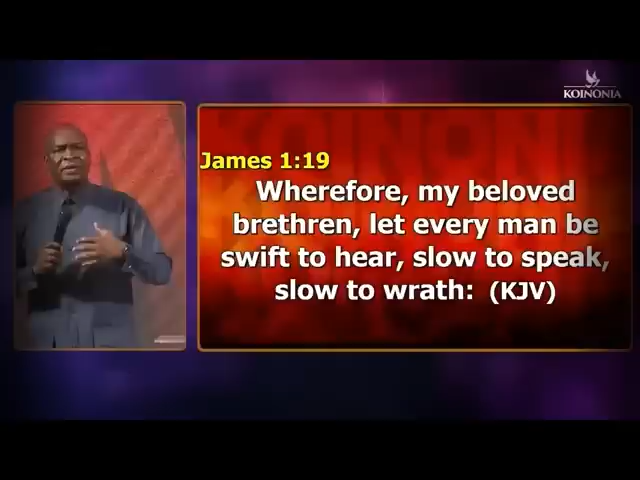 KOINONIA
James 1:19
Wherefore, my beloved
brethren, let every man be
swift to hear, slow to speak,
slow to wrath: (KJV)